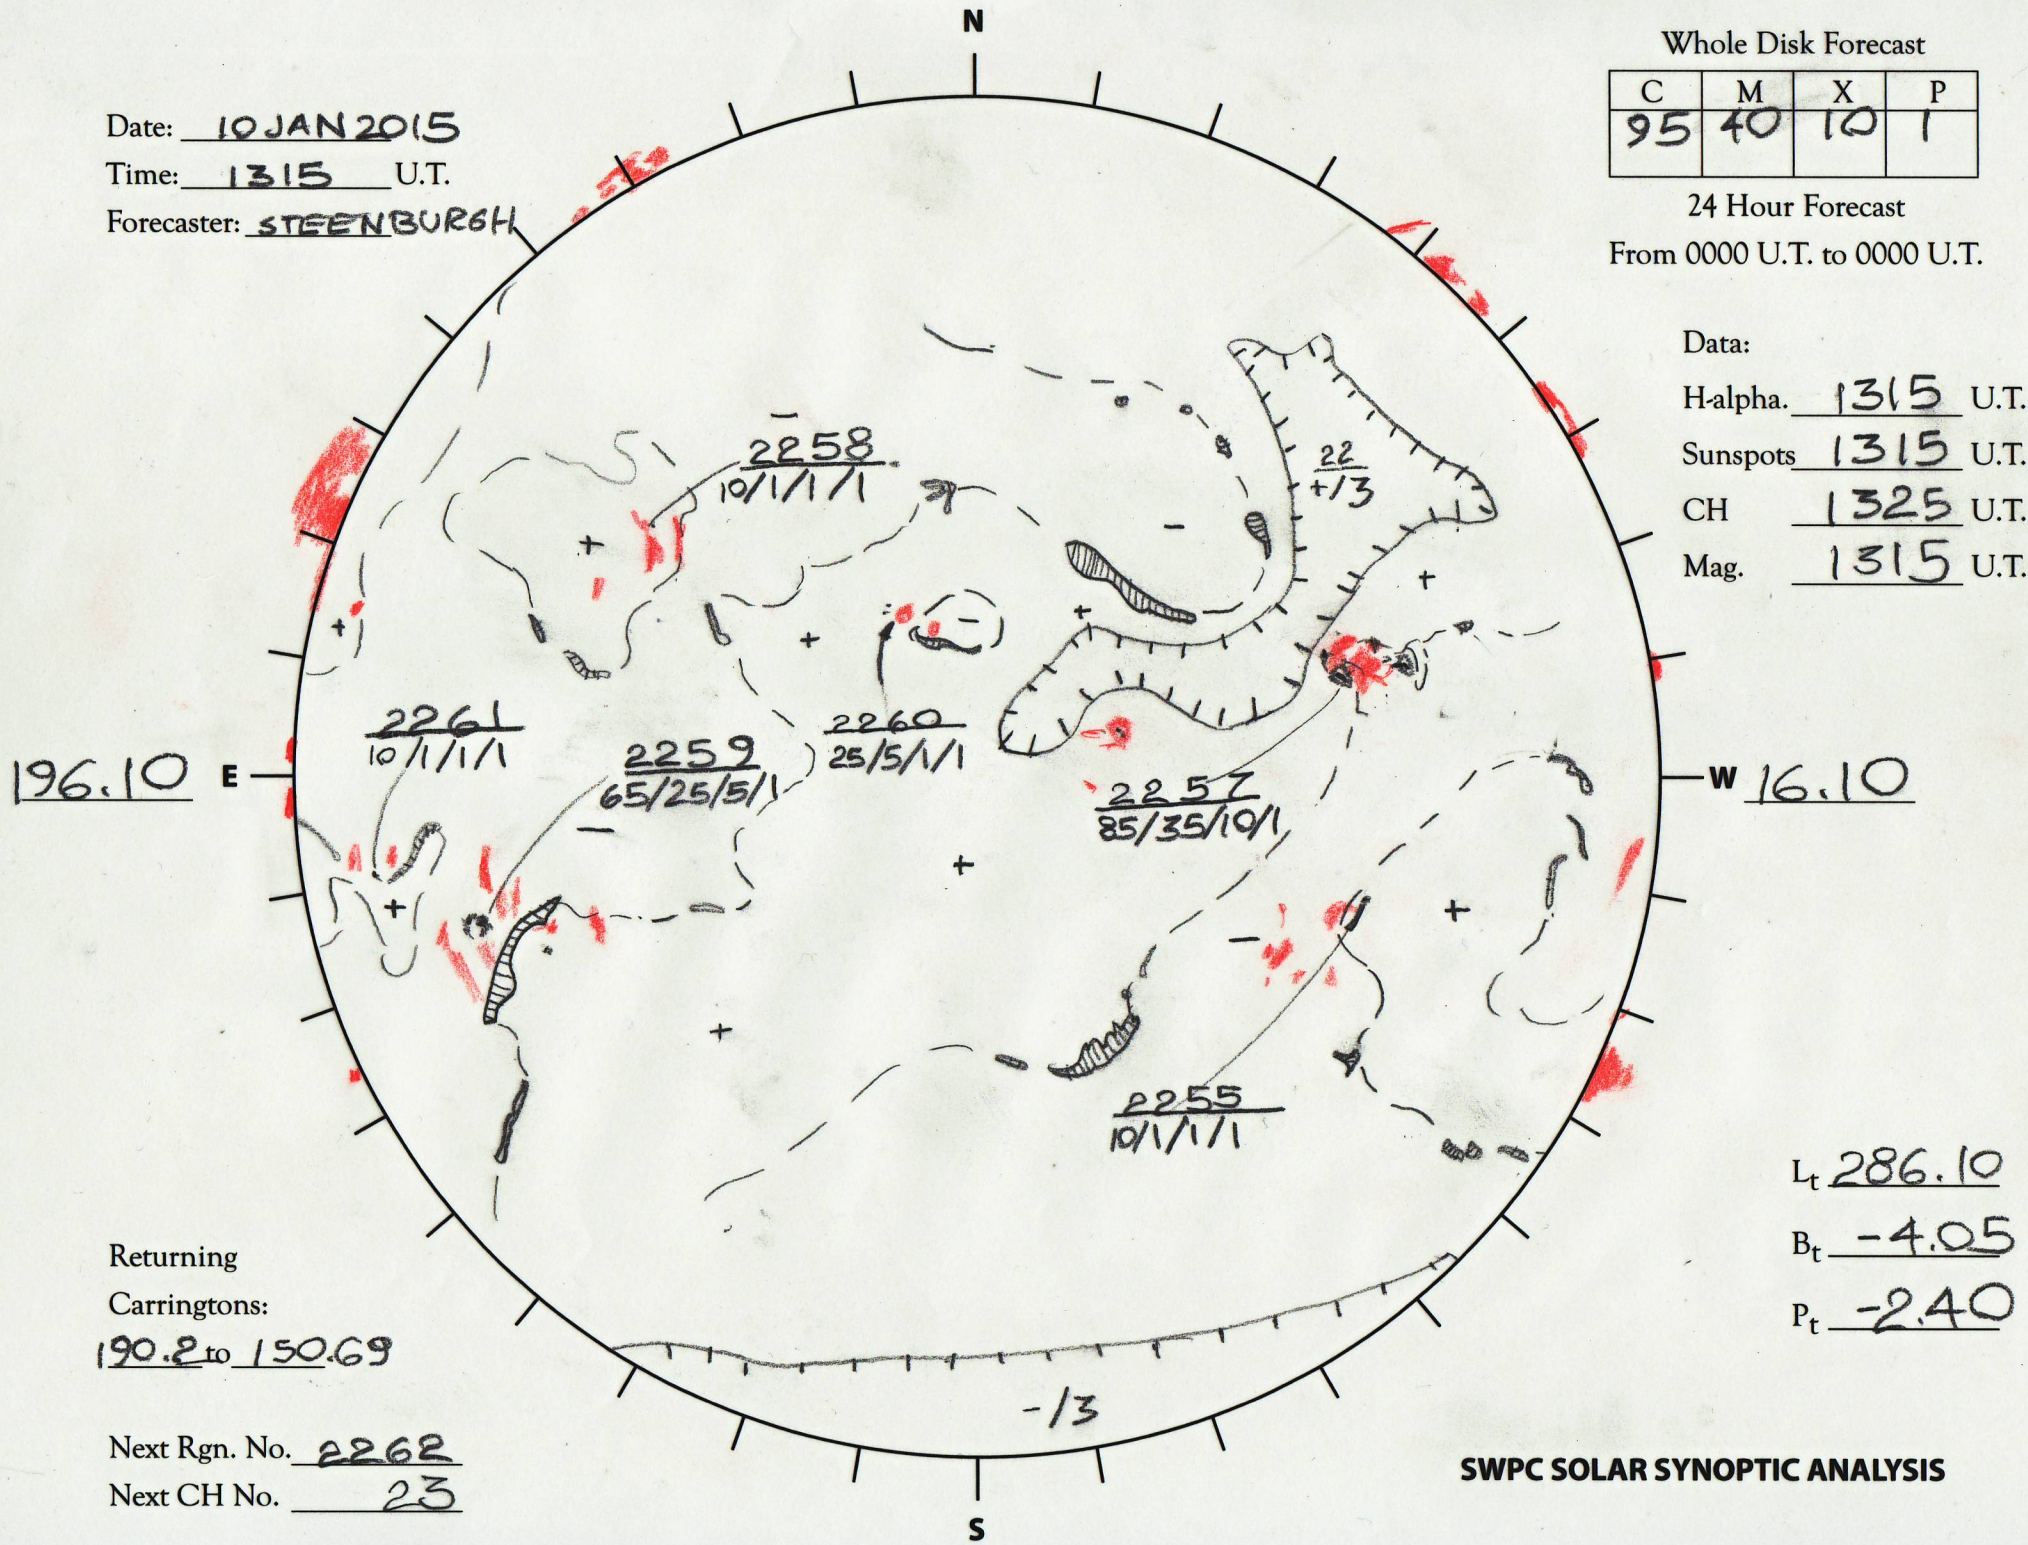 N
Whole Disk Forecast
C M X P
95 40 10 1
24 Hour Forecast
From 0000 U.T. to 0000 U.T.
Date: 10 JAN 2015
Time: 1315 U.T.
Forecaster: STEENBURGH
Data:
H-alpha. 1315 U.T.
Sunspots 1315 U.T.
CH 1325 U.T.
Mag. 1315 U.T.
-
2258
10/1/1/1
22
+/3
+
-
+
+
+
-
+
2261
10/1/1/1
2259
65/25/5/1
2260
25/5/1/1
2257
85/35/10/1
196.10 E
W 16.10
-
+
+
-
+
+
2255
10/1/1/1
Lt 286.10
Bt -4.05
Pt -2.40
Returning
Carringtons:
190.2 to 150.69
-/3
Next Rgn. No. 2262
Next CH No. 23
SWPC SOLAR SYNOPTIC ANALYSIS
S